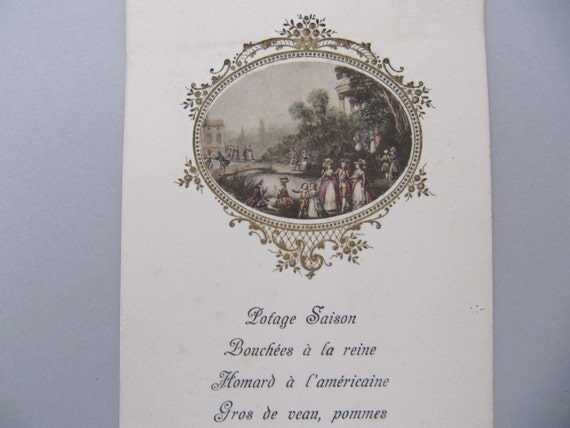 Potage Saison
Bouchées à la reine
Homard à l'américaine
Gros de veau, pommes